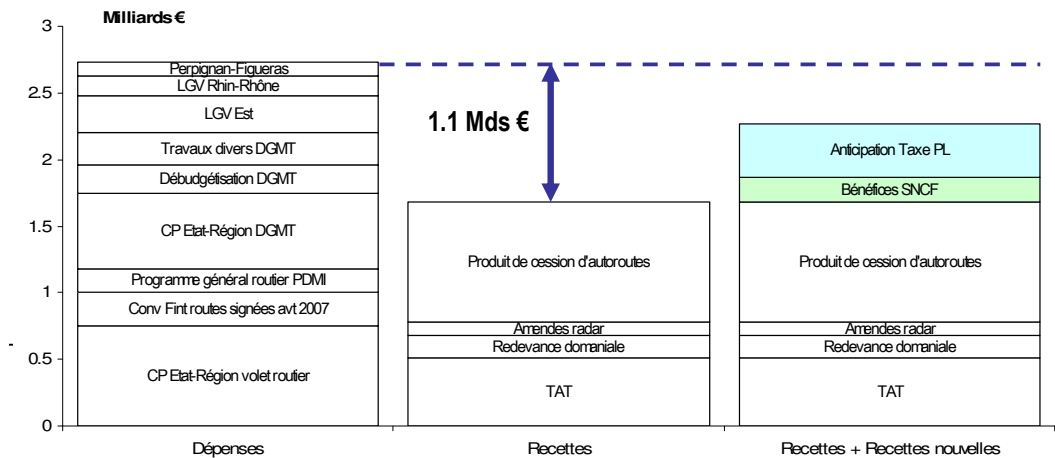 Milliards €
3
2.5
2
1.5
1
0.5
0
Perpignan-Figueras
LGV Rhin-Rhône
LGV Est
Travaux divers DGMT
Débudgétisation DGMT
CP Etat-Région DGMT
Programme général routier PDMI
Conv Fint routes signées avt 2007
CP Etat-Région volet routier
1.1 Mds €
Produit de cession d'autoroutes
Amendes radar
Redevance domaniale
TAT
Anticipation Taxe PL
Bénéfices SNCF
Produit de cession d'autoroutes
Amendes radar
Redevance domaniale
TAT
Dépenses
Recettes
Recettes + Recettes nouvelles